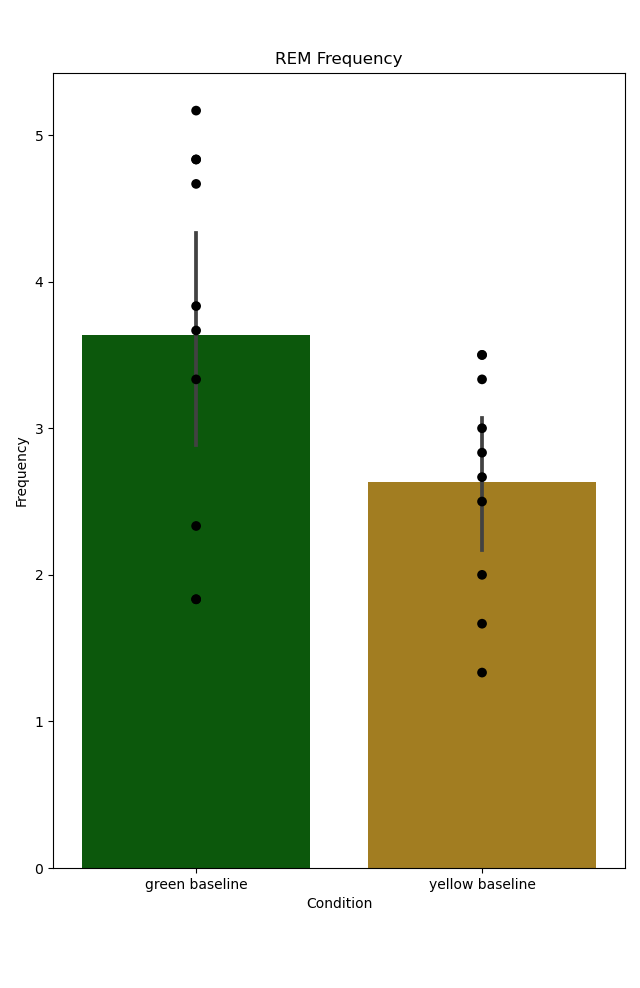 REM Frequency
5
4
3
2
1
0
Frequency
green baseline
yellow baseline
Condition